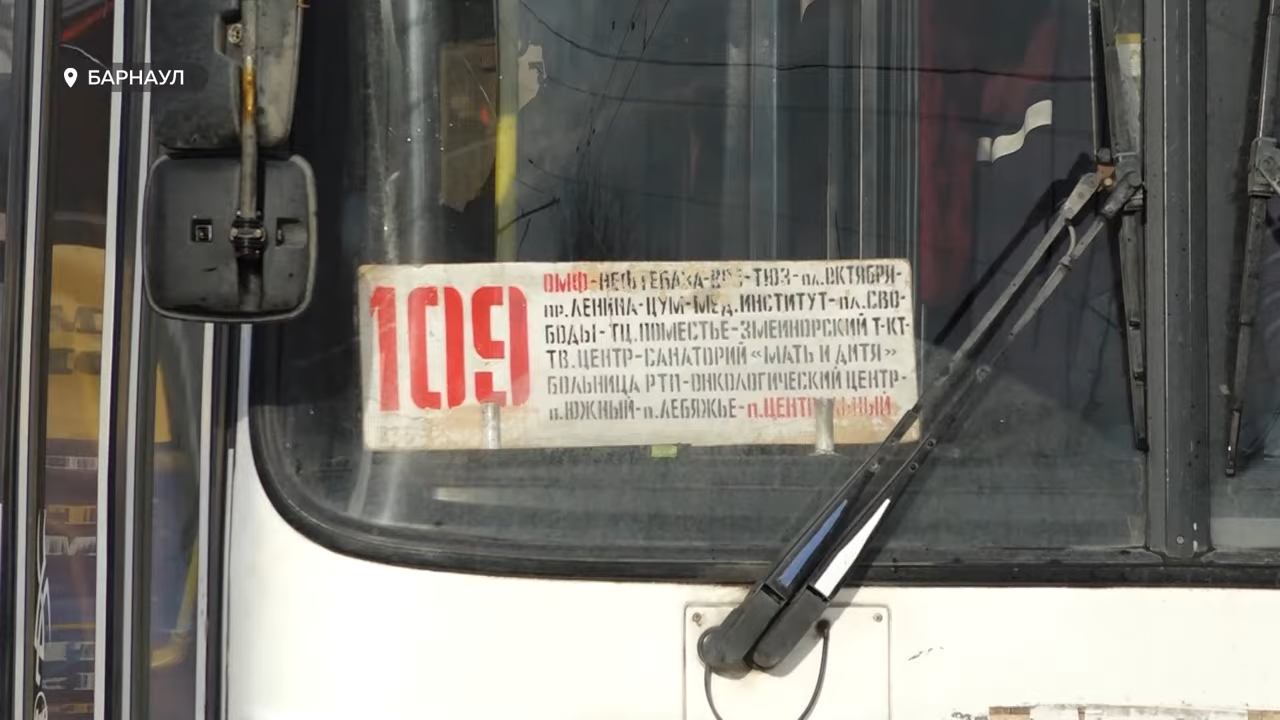 БАРНАУЛ
109
ОМФ-НЕФТЕБАЗА-ВРЗ-ТЮЗ-пл.ОКТЯБРЯ-
пр.ЛЕНИНА-ЦУМ-МЕД.ИНСТИТУТ-пл.СВО-
БОДЫ-ТЦ.ПОМЕСТЬЕ-ЗМЕИНОРСКИЙ Т-КТ-
ТВ.ЦЕНТР-САНАТОРИЙ «МАТЬ И ДИТЯ»
БОЛЬНИЦА РТП-ОНКОЛОГИЧЕСКИЙ ЦЕНТР-
п.ЮЖНЫЙ-п.ЛЕБЯЖЬЕ-п.ЦЕНТРАЛЬНЫЙ